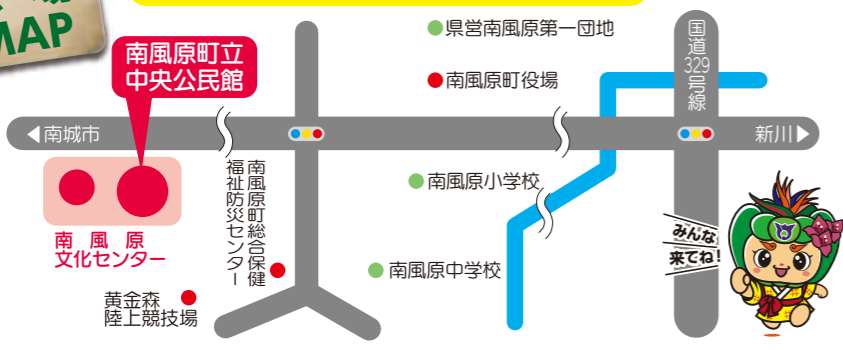 MAP
南風原町立
中央公民館
県営南風原第一団地
南風原町役場
国道329号線
◀南城市
新川▶
南風原町総合保健
福祉防災センター
南風原小学校
南風原
文化センター
南風原中学校
黄金森
陸上競技場
みんな
来てね!